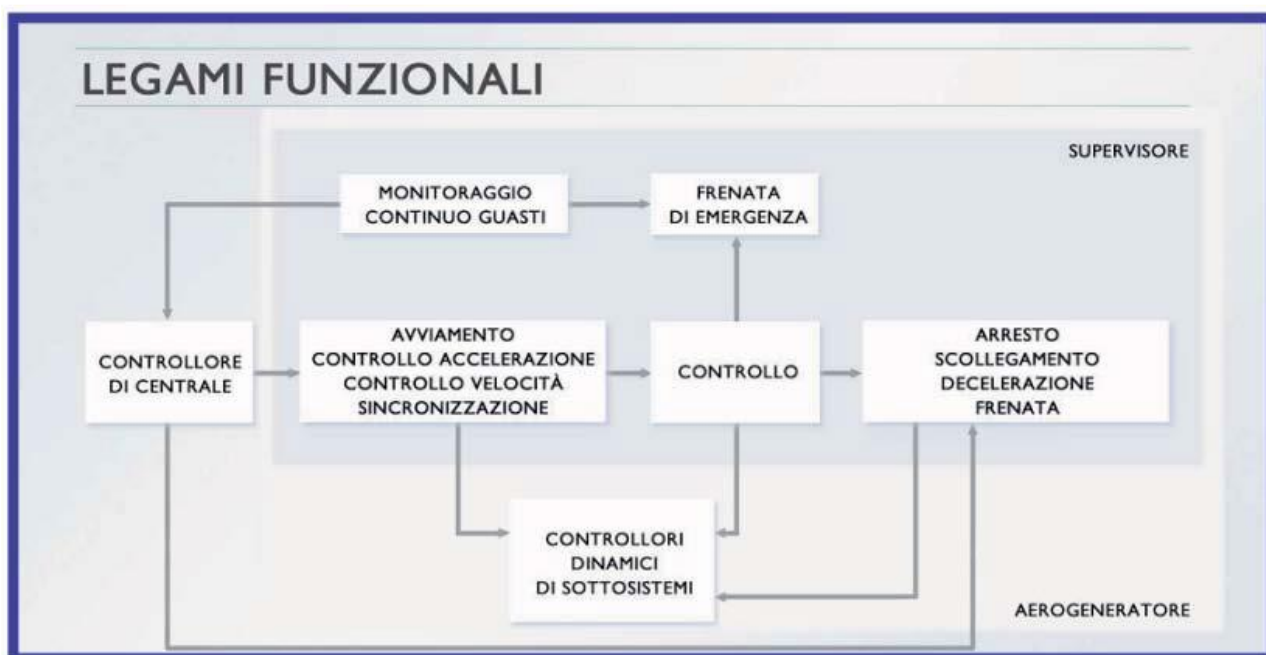 LEGAMI FUNZIONALI
SUPERVISORE
MONITORAGGIO
CONTINUO GUASTI
FRENATA
DI EMERGENZA
CONTROLLORE
DI CENTRALE
AVVIAMENTO
CONTROLLO ACCELERAZIONE
CONTROLLO VELOCITÀ
SINCRONIZZAZIONE
CONTROLLO
ARRESTO
SCOLLEGAMENTO
DECELERAZIONE
FRENATA
CONTROLLORI
DINAMICI
DI SOTTOSISTEMI
AEROGENERATORE